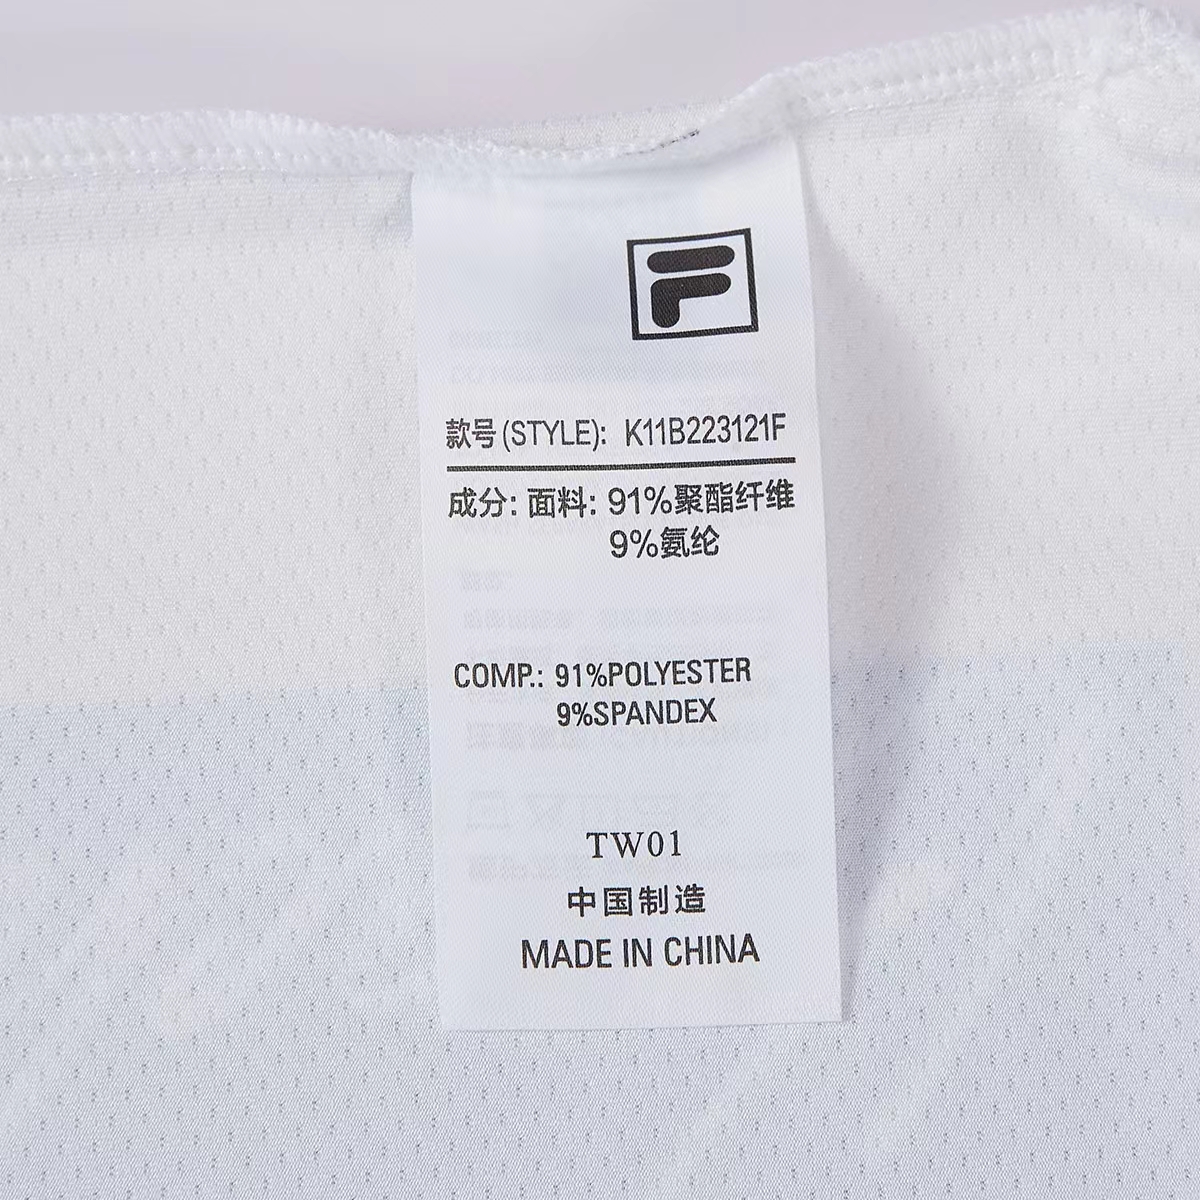 款号(STYLE): K11B223121F
成分: 面料: 91%聚酯纤维
9%氨纶
COMP.: 91%POLYESTER
9%SPANDEX
TW01
中国制造
MADE IN CHINA